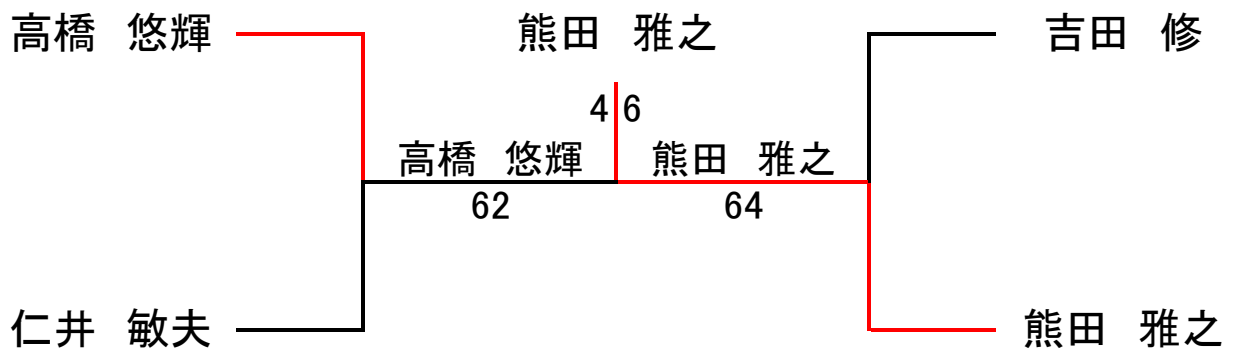 高橋　悠輝
熊田　雅之
吉田　修
4 6
高橋　悠輝
熊田　雅之
62
64
仁井　敏夫
熊田　雅之